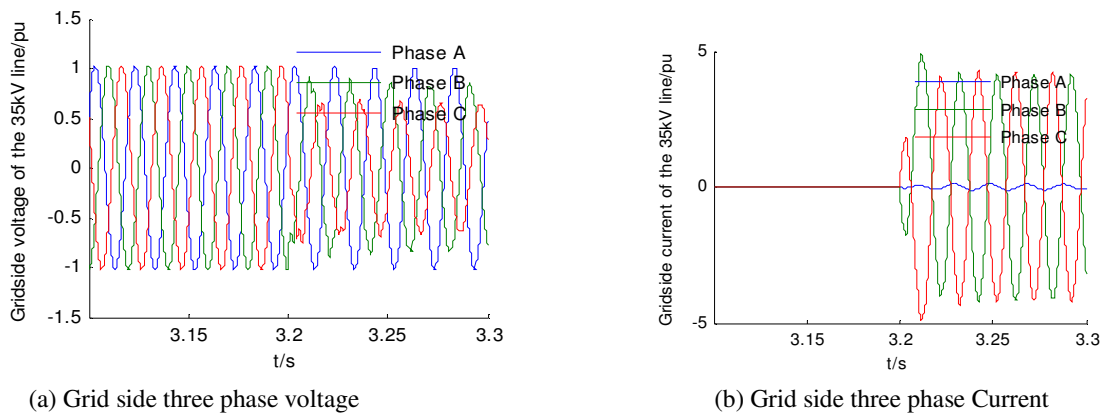 Gridside voltage of the 35kV line/pu
1.5
1
0.5
0
-0.5
-1
-1.5
Phase A
Phase B
Phase C
3.15
3.2
3.25
3.3
t/s
(a) Grid side three phase voltage
Gridside current of the 35kV line/pu
5
0
-5
Phase A
Phase B
Phase C
3.15
3.2
3.25
3.3
t/s
(b) Grid side three phase Current